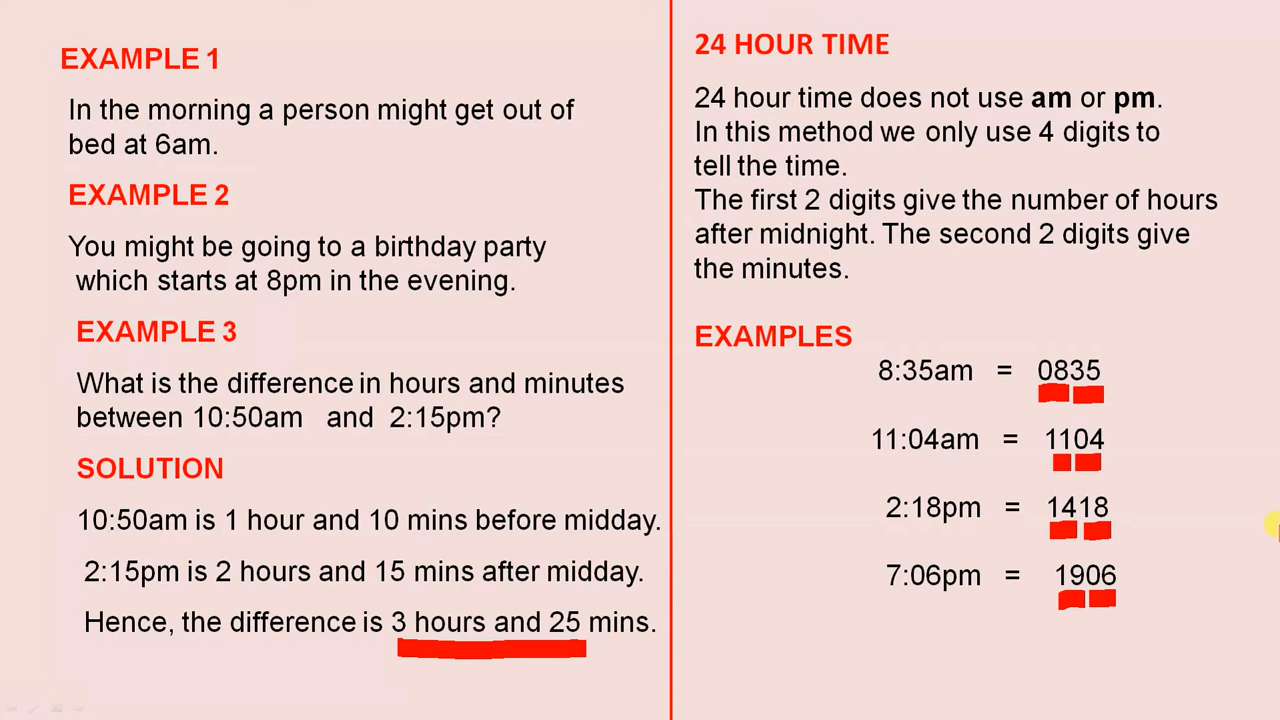 EXAMPLE 1
In the morning a person might get out of
bed at 6am.
EXAMPLE 2
You might be going to a birthday party
which starts at 8pm in the evening.
EXAMPLE 3
What is the difference in hours and minutes
between 10:50am and 2:15pm?
SOLUTION
10:50am is 1 hour and 10 mins before midday.
2:15pm is 2 hours and 15 mins after midday.
Hence, the difference is 3 hours and 25 mins.
24 HOUR TIME
24 hour time does not use am or pm.
In this method we only use 4 digits to
tell the time.
The first 2 digits give the number of hours
after midnight. The second 2 digits give
the minutes.
EXAMPLES
8:35am = 0835
11:04am = 1104
2:18pm = 1418
7:06pm = 1906